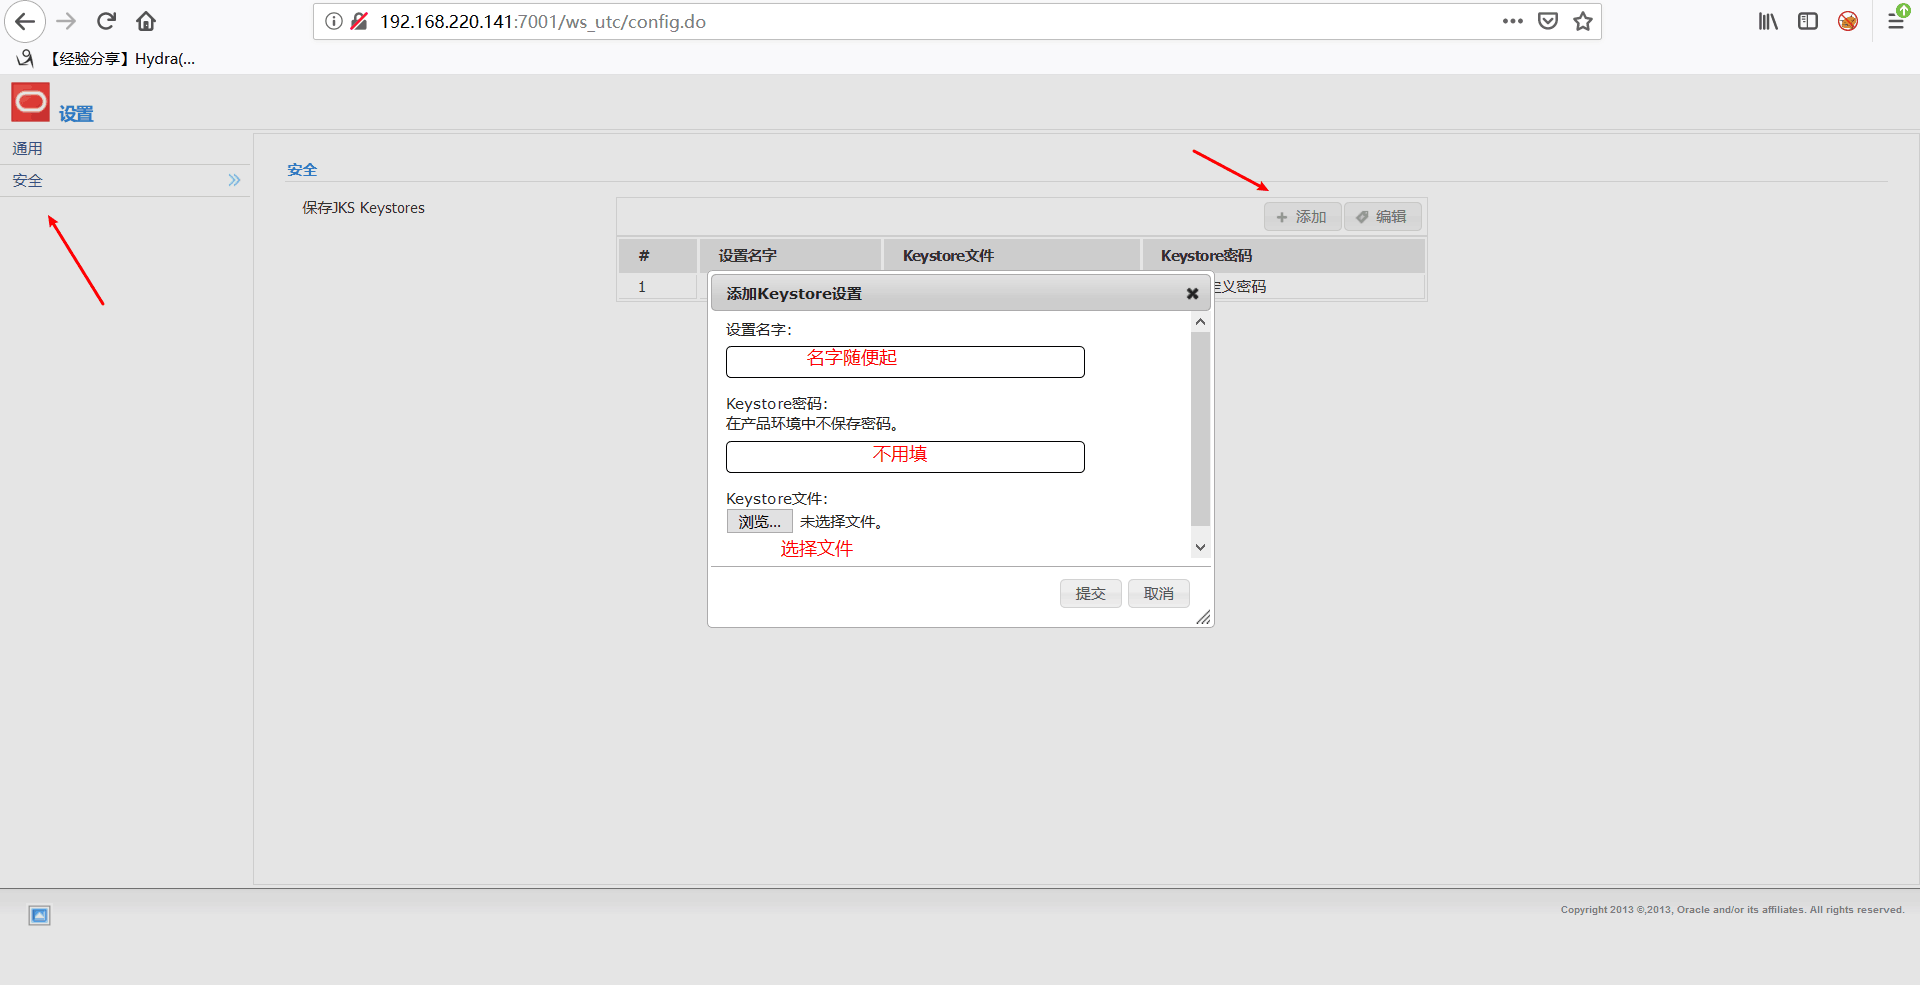 192.168.220.141:7001/ws_utc/config.do
【经验分享】Hydra(...
设置
通用
安全
安全
保存JKS Keystores
添加
编辑
# 设置名字 Keystore文件 Keystore密码
1 定义密码
添加Keystore设置
设置名字:
名字随便起
Keystore密码:
在产品环境中不保存密码。
不用填
Keystore文件:
浏览... 未选择文件。
选择文件
提交 取消
Copyright 2013 ©,2013, Oracle and/or its affiliates. All rights reserved.